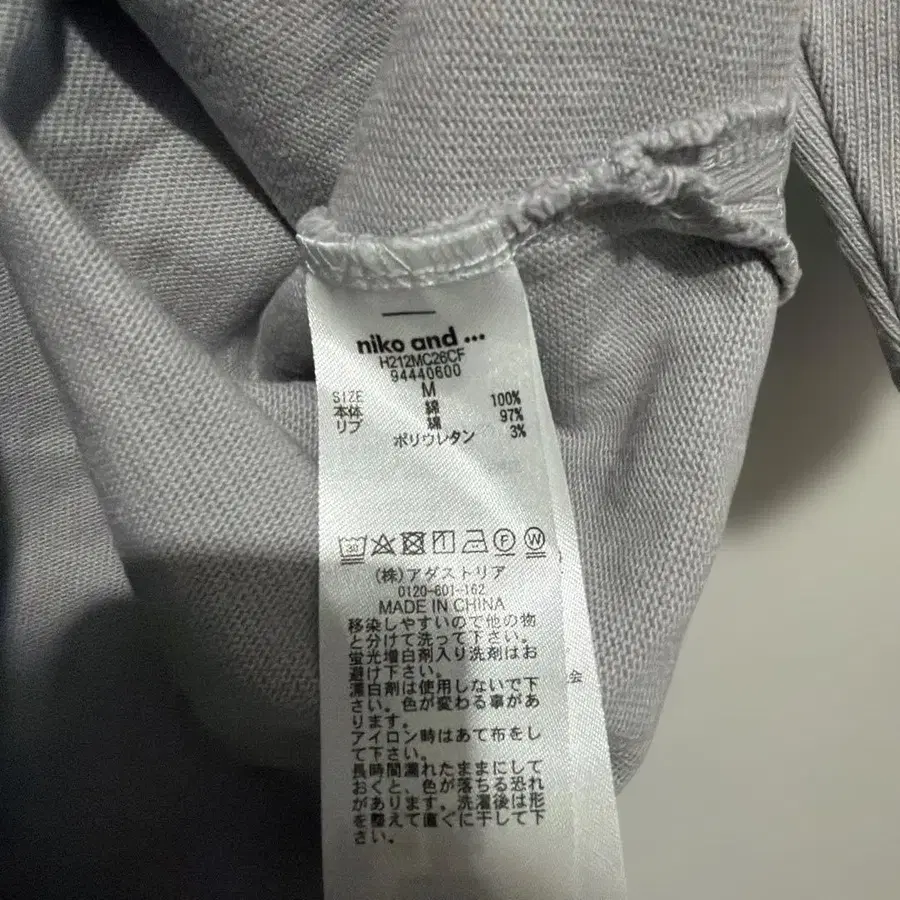 niko and ...
H212MC26CF
94440600
SIZE M
本体 綿 100%
リブ 綿 97%
ポリウレタン 3%
30 F W
(株)アダストリア
0120-601-162
MADE IN CHINA
移染しやすいので他の物
と分けて洗って下さい。
蛍光増白剤入り洗剤はお
避け下さい。
漂白剤は使用しないで下
さい。色が変わる事があ
ります。
アイロン時はあて布をし
て下さい。
長時間濡れたままにして
おくと、色が落ちる恐れ
があります。洗濯後は形
を整えて直ぐに干して下
さい。
会